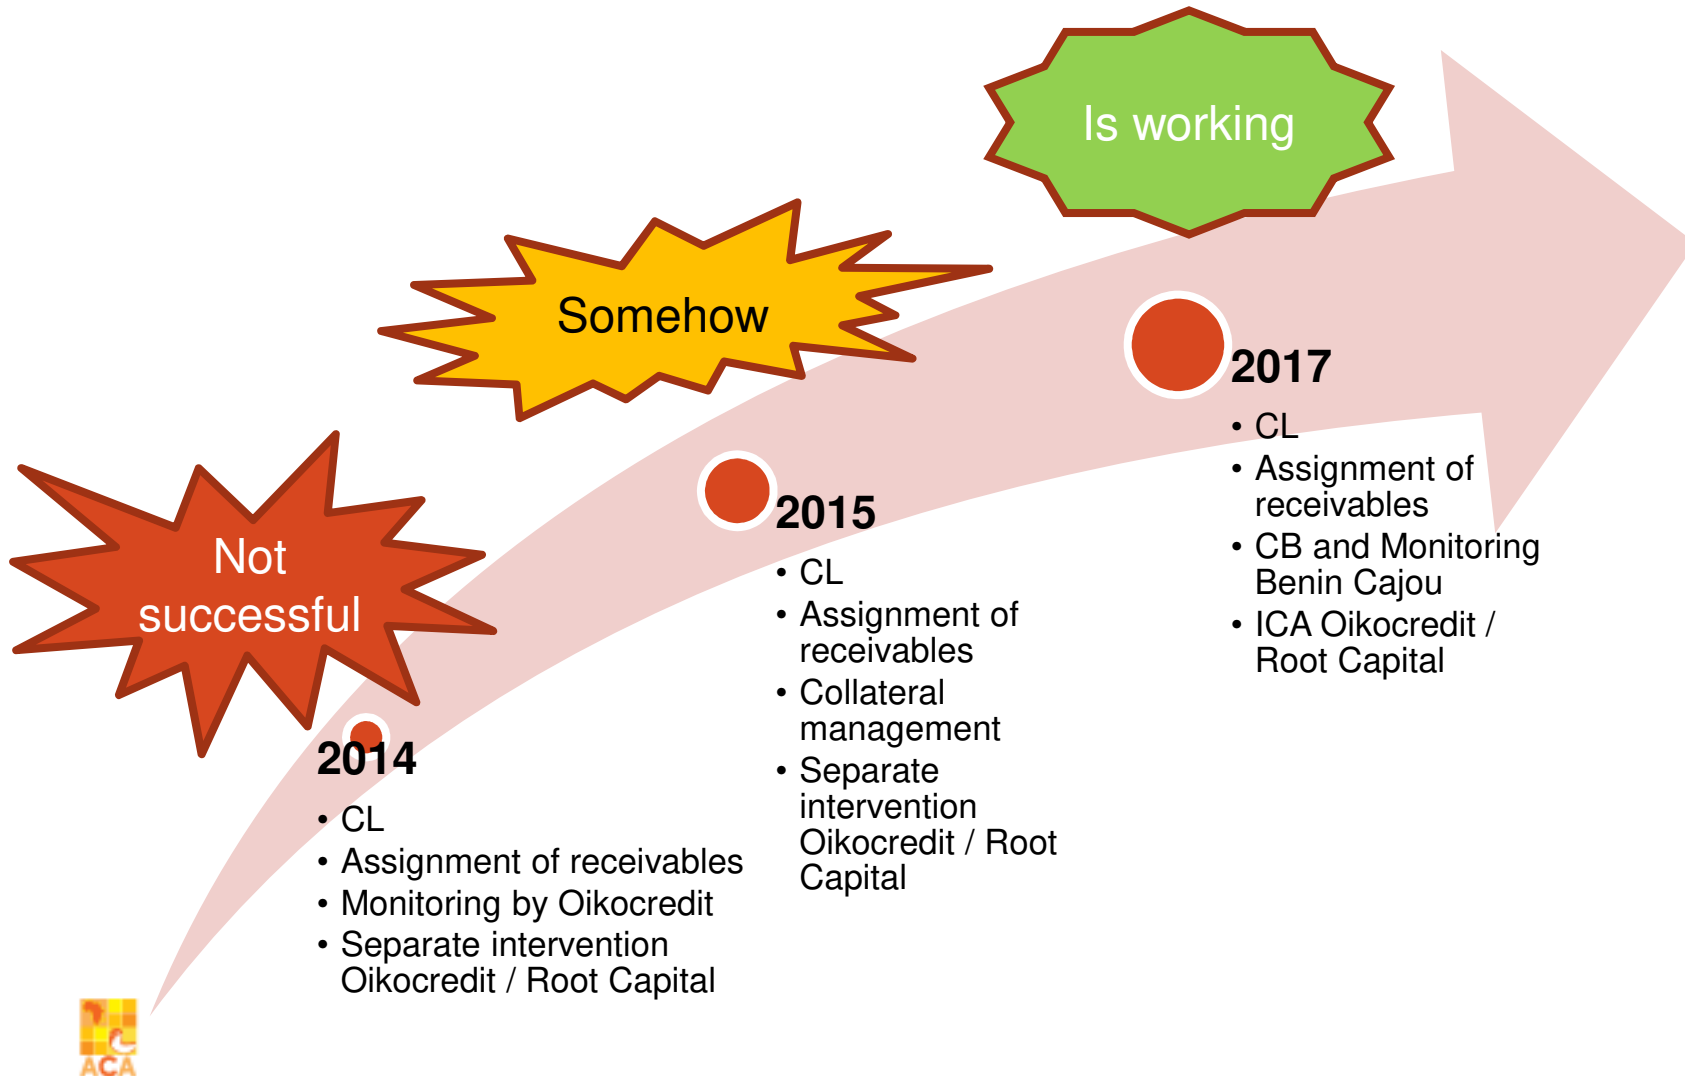 Is working
Somehow
Not
successful
2014
• CL
• Assignment of receivables
• Monitoring by Oikocredit
• Separate intervention
Oikocredit / Root Capital
2015
• CL
• Assignment of
receivables
• Collateral
management
• Separate
intervention
Oikocredit / Root
Capital
2017
• CL
• Assignment of
receivables
• CB and Monitoring
Benin Cajou
• ICA Oikocredit /
Root Capital
ACA